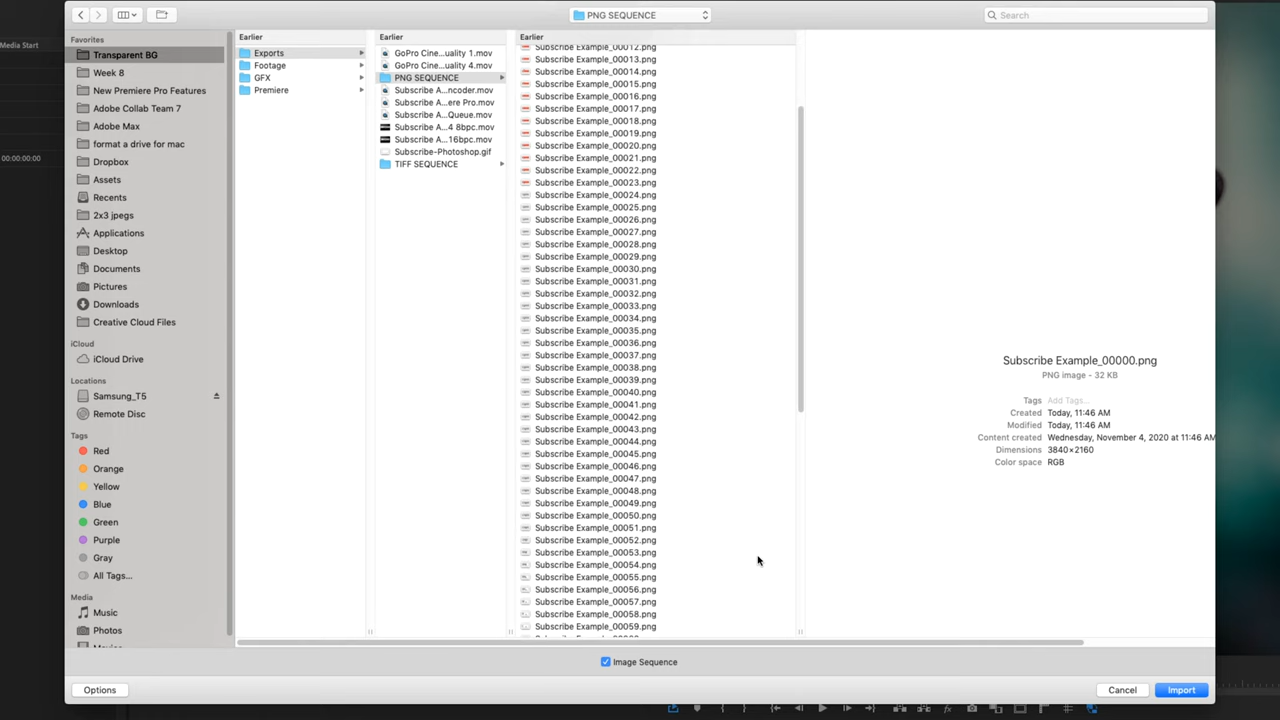 PNG SEQUENCE
Search
Media Start
00:00:00:00
Favorites
Transparent BG
Week 8
New Premiere Pro Features
Adobe Collab Team 7
Adobe Max
format a drive for mac
Dropbox
Assets
Recents
2x3 jpegs
Applications
Desktop
Documents
Pictures
Downloads
Creative Cloud Files
iCloud
iCloud Drive
Locations
Samsung_T5
Remote Disc
Tags
Red
Orange
Yellow
Blue
Green
Purple
Gray
All Tags...
Media
Music
Photos
Movies
Earlier
Exports
Footage
GFX
Premiere
Earlier
GoPro Cine...uality 1.mov
GoPro Cine...uality 4.mov
PNG SEQUENCE
Subscribe A...ncoder.mov
Subscribe A...ere Pro.mov
Subscribe A...Queue.mov
Subscribe A...4 8bpc.mov
Subscribe A...16bpc.mov
Subscribe-Photoshop.gif
TIFF SEQUENCE
Earlier
Subscribe Example_00012.png
Subscribe Example_00013.png
Subscribe Example_00014.png
Subscribe Example_00015.png
Subscribe Example_00016.png
Subscribe Example_00017.png
Subscribe Example_00018.png
Subscribe Example_00019.png
Subscribe Example_00020.png
Subscribe Example_00021.png
Subscribe Example_00022.png
Subscribe Example_00023.png
Subscribe Example_00024.png
Subscribe Example_00025.png
Subscribe Example_00026.png
Subscribe Example_00027.png
Subscribe Example_00028.png
Subscribe Example_00029.png
Subscribe Example_00030.png
Subscribe Example_00031.png
Subscribe Example_00032.png
Subscribe Example_00033.png
Subscribe Example_00034.png
Subscribe Example_00035.png
Subscribe Example_00036.png
Subscribe Example_00037.png
Subscribe Example_00038.png
Subscribe Example_00039.png
Subscribe Example_00040.png
Subscribe Example_00041.png
Subscribe Example_00042.png
Subscribe Example_00043.png
Subscribe Example_00044.png
Subscribe Example_00045.png
Subscribe Example_00046.png
Subscribe Example_00047.png
Subscribe Example_00048.png
Subscribe Example_00049.png
Subscribe Example_00050.png
Subscribe Example_00051.png
Subscribe Example_00052.png
Subscribe Example_00053.png
Subscribe Example_00054.png
Subscribe Example_00055.png
Subscribe Example_00056.png
Subscribe Example_00057.png
Subscribe Example_00058.png
Subscribe Example_00059.png
Subscribe Example_00000.png
PNG image - 32 KB
Tags Add Tags...
Created Today, 11:46 AM
Modified Today, 11:46 AM
Content created Wednesday, November 4, 2020 at 11:46 AM
Dimensions 3840×2160
Color space RGB
Image Sequence
Options
Cancel
Import